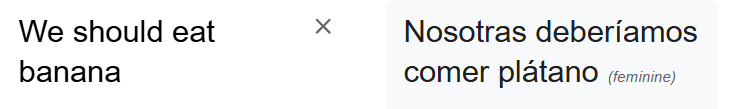 We should eat
banana
Nosotras deberíamos
comer plátano (feminine)